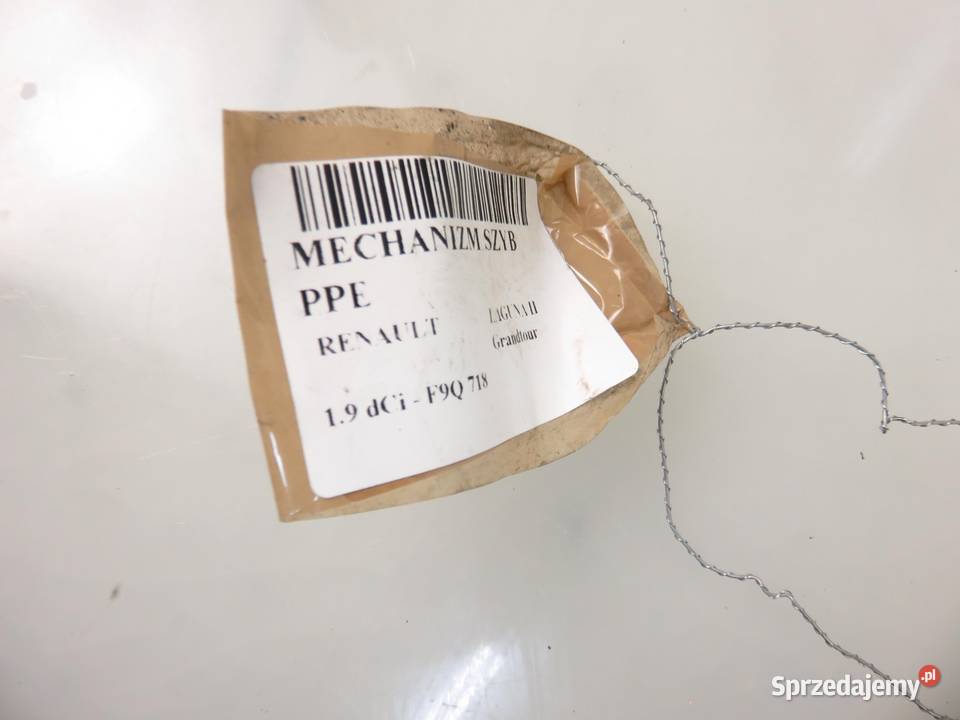 MECHANIZM SZYB
PPE
RENAULT LAGUNA II
Grandtour
1.9 dCi - F9Q 718
Sprzedajemy.pl